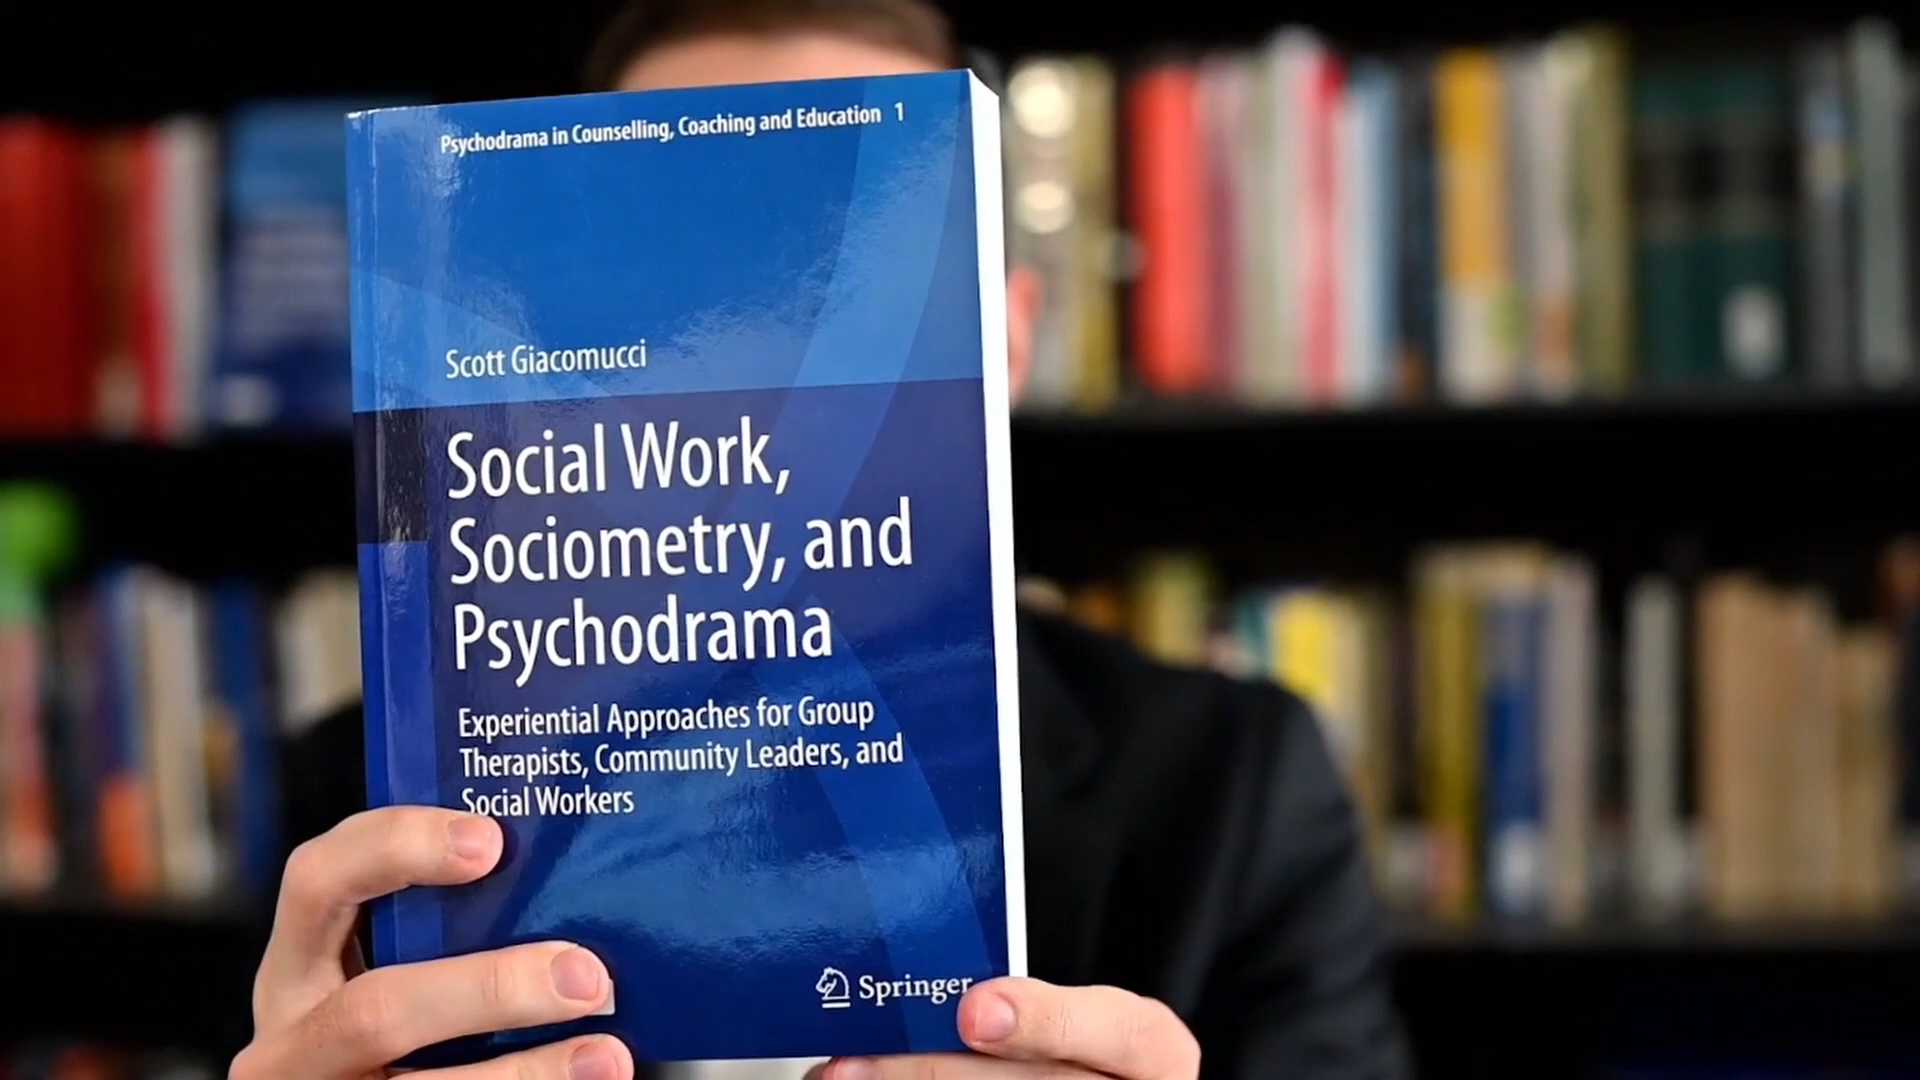 Psychodrama in Counselling, Coaching and Education 1
Scott Giacomucci
Social Work,
Sociometry, and
Psychodrama
Experiential Approaches for Group
Therapists, Community Leaders, and
Social Workers
Springer